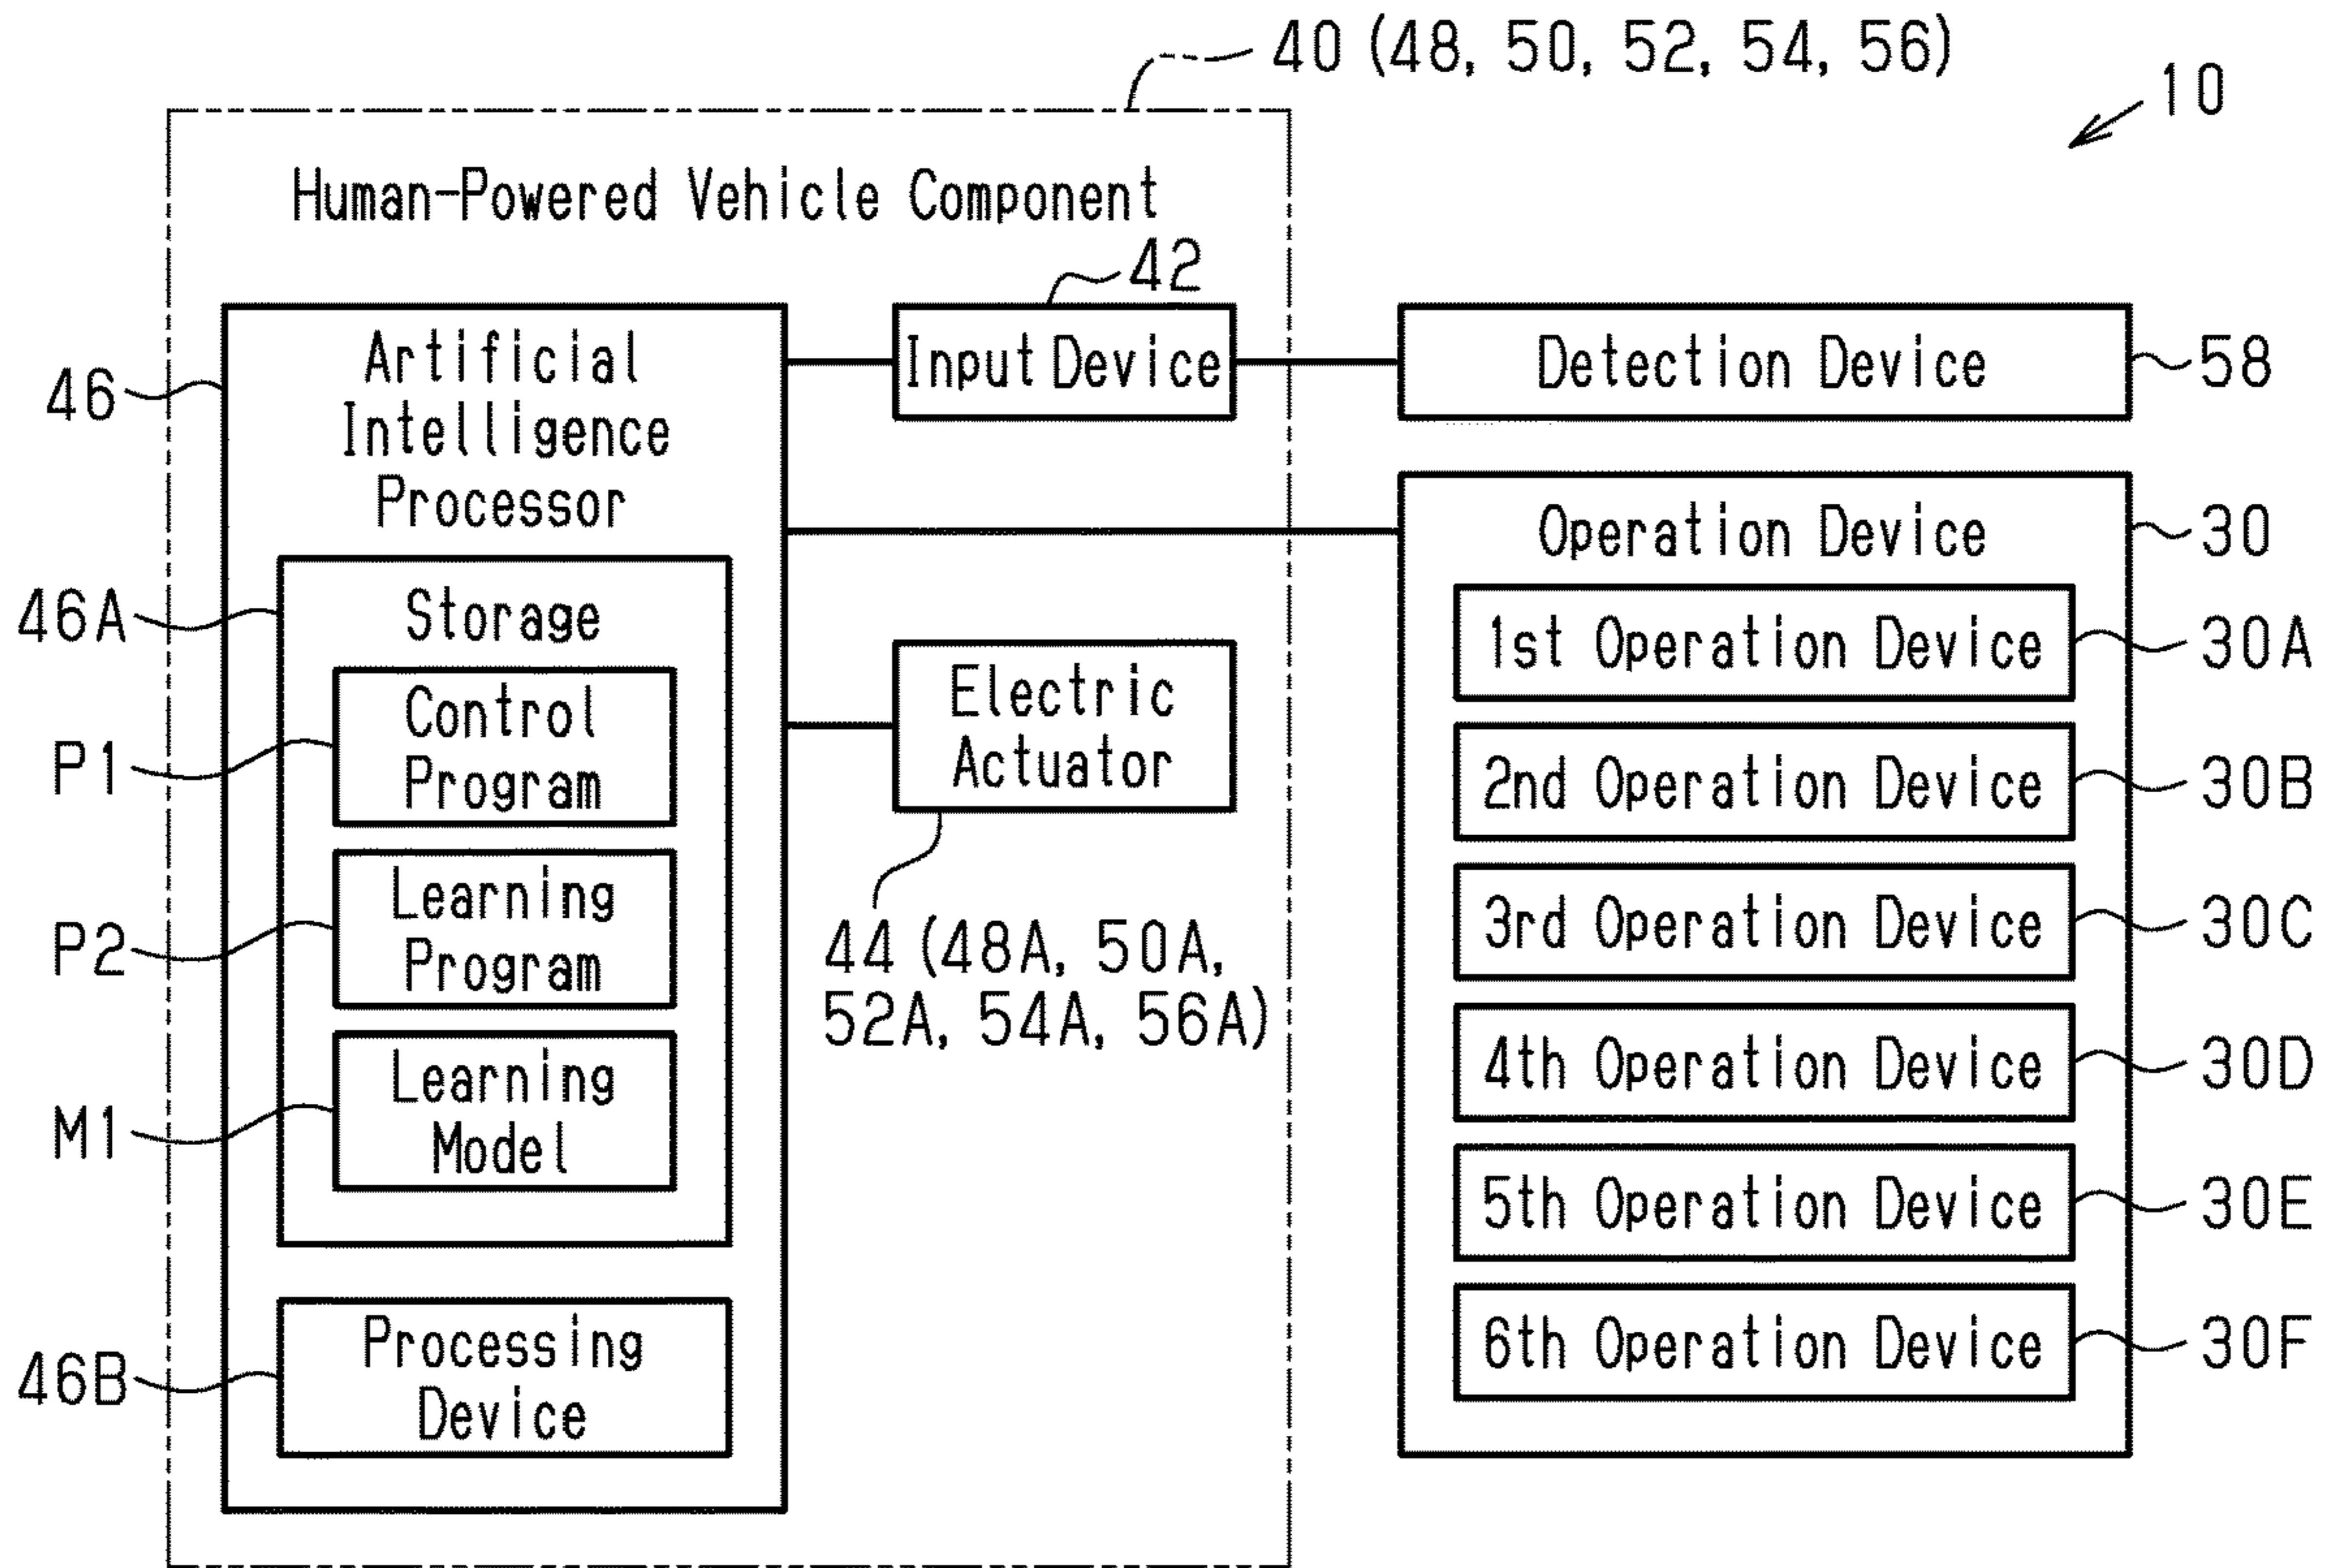 40 (48, 50, 52, 54, 56)
10
Human-Powered Vehicle Component
42
46
Artificial
Intelligence
Processor
Input Device
Detection Device
58
Operation Device
30
46A
Storage
1st Operation Device
30A
P1
Control
Program
Electric
Actuator
2nd Operation Device
30B
P2
Learning
Program
44 (48A, 50A,
52A, 54A, 56A)
3rd Operation Device
30C
M1
Learning
Model
4th Operation Device
30D
5th Operation Device
30E
46B
Processing
Device
6th Operation Device
30F